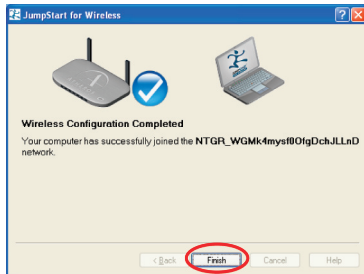 JumpStart for Wireless
Wireless Configuration Completed
Your computer has successfully joined the NTGR_WGMk4mysf0OfgDchJLLnD
network.
< Back Finish Cancel Help